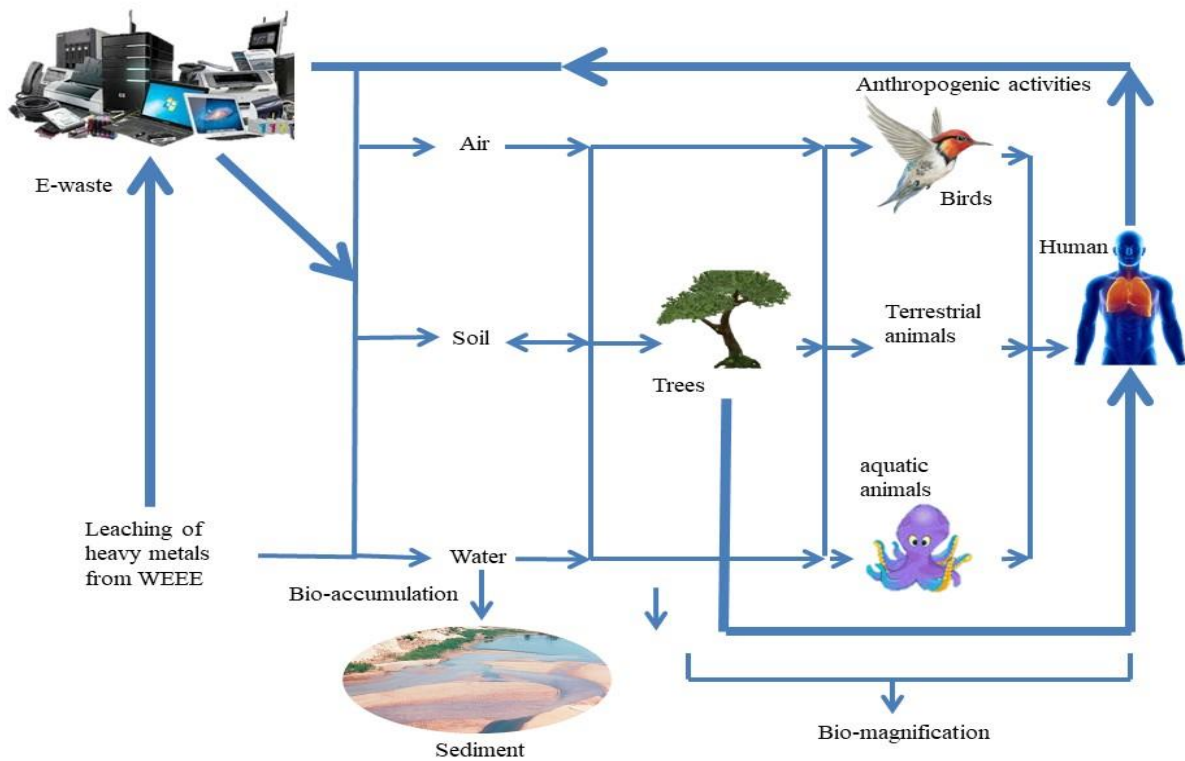 Anthropogenic activities
Air
E-waste
Birds
Human
Soil
Terrestrial
animals
Trees
aquatic
animals
Leaching of
heavy metals
from WEEE
Water
Bio-accumulation
Sediment
Bio-magnification